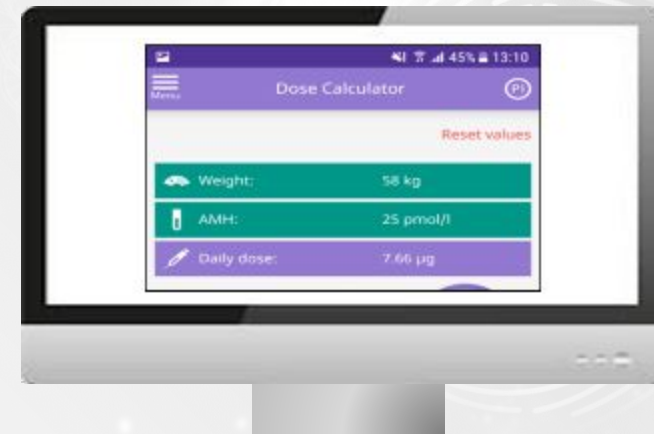 45% 13:10
Menu Dose Calculator PI
Reset values
Weight: 58 kg
AMH: 25 pmol/l
Daily dose: 7.66 µg